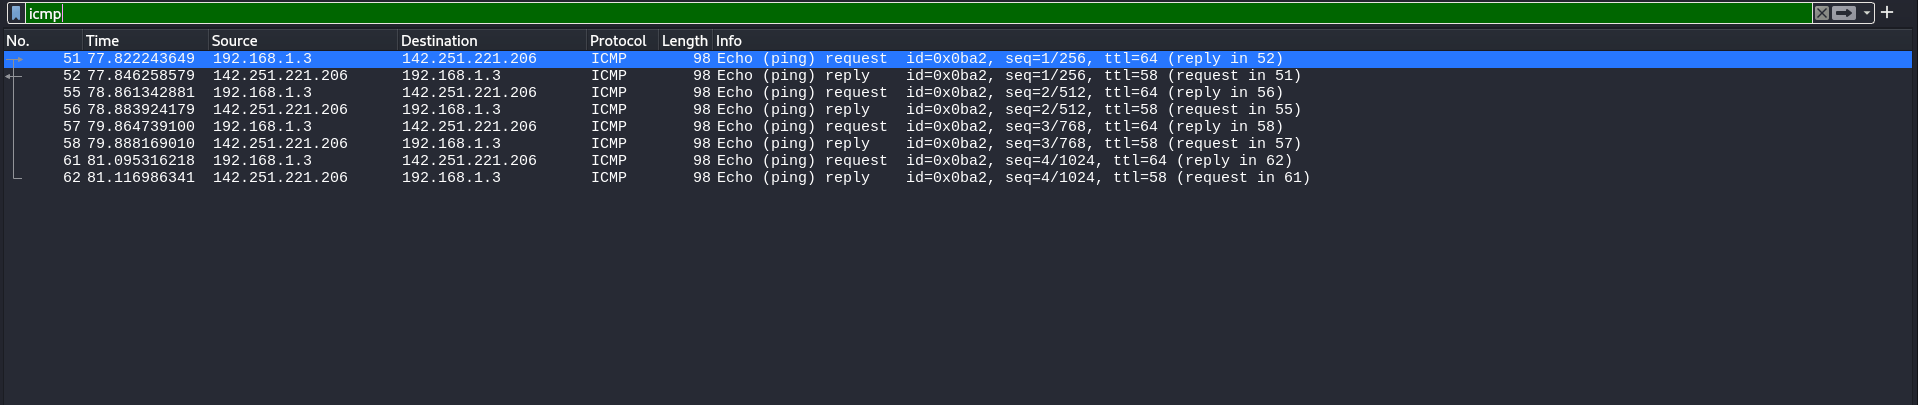 icmp
No. Time Source Destination Protocol Length Info
51 77.822243649 192.168.1.3 142.251.221.206 ICMP 98 Echo (ping) request id=0x0ba2, seq=1/256, ttl=64 (reply in 52)
52 77.846258579 142.251.221.206 192.168.1.3 ICMP 98 Echo (ping) reply id=0x0ba2, seq=1/256, ttl=58 (request in 51)
55 78.861342881 192.168.1.3 142.251.221.206 ICMP 98 Echo (ping) request id=0x0ba2, seq=2/512, ttl=64 (reply in 56)
56 78.883924179 142.251.221.206 192.168.1.3 ICMP 98 Echo (ping) reply id=0x0ba2, seq=2/512, ttl=58 (request in 55)
57 79.864739100 192.168.1.3 142.251.221.206 ICMP 98 Echo (ping) request id=0x0ba2, seq=3/768, ttl=64 (reply in 58)
58 79.888169010 142.251.221.206 192.168.1.3 ICMP 98 Echo (ping) reply id=0x0ba2, seq=3/768, ttl=58 (request in 57)
61 81.095316218 192.168.1.3 142.251.221.206 ICMP 98 Echo (ping) request id=0x0ba2, seq=4/1024, ttl=64 (reply in 62)
62 81.116986341 142.251.221.206 192.168.1.3 ICMP 98 Echo (ping) reply id=0x0ba2, seq=4/1024, ttl=58 (request in 61)